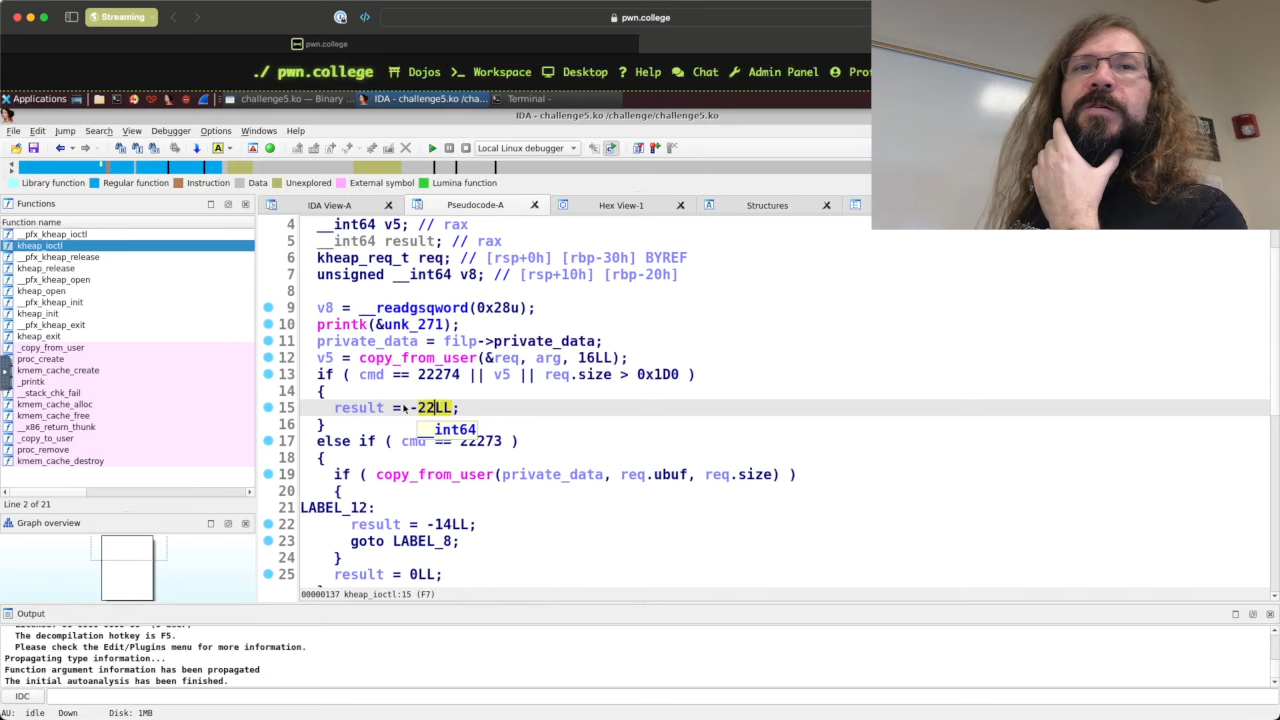 Streaming
pwn.college
pwn.college
./ pwn.college Dojos Workspace Desktop ? Help Chat Admin Panel
Applications challenge5.ko — Binary ... IDA - challenge5.ko /cha... Terminal -
IDA - challenge5.ko /challenge/challenge5.ko
File Edit Jump Search View Debugger Options Windows Help
Local Linux debugger
Library function Regular function Instruction Data Unexplored External symbol Lumina function
Functions
IDA View-A Pseudocode-A Hex View-1 Structures
Function name
__pfx_kheap_ioctl
kheap_ioctl
__pfx_kheap_release
kheap_release
__pfx_kheap_open
kheap_open
__pfx_kheap_init
kheap_init
__pfx_kheap_exit
kheap_exit
_copy_from_user
proc_create
kmem_cache_create
_printk
__stack_chk_fail
kmem_cache_alloc
kmem_cache_free
__x86_return_thunk
_copy_to_user
proc_remove
kmem_cache_destroy
Line 2 of 21
Graph overview
4 __int64 v5; // rax
5 __int64 result; // rax
6 kheap_req_t req; // [rsp+0h] [rbp-30h] BYREF
7 unsigned __int64 v8; // [rsp+10h] [rbp-20h]
8
9 v8 = __readgsqword(0x28u);
10 printk(&unk_271);
11 private_data = filp->private_data;
12 v5 = copy_from_user(&req, arg, 16LL);
13 if ( cmd == 22274 || v5 || req.size > 0x1D0 )
14 {
15 result = -22LL;
16 }
__int64
17 else if ( cmd == 22273 )
18 {
19 if ( copy_from_user(private_data, req.ubuf, req.size) )
20 {
21 LABEL_12:
22 result = -14LL;
23 goto LABEL_8;
24 }
25 result = 0LL;
00000137 kheap_ioctl:15 (F7)
Output
The decompilation hotkey is F5.
Please check the Edit/Plugins menu for more information.
Propagating type information...
Function argument information has been propagated
The initial autoanalysis has been finished.
IDC
AU: idle Down Disk: 1MB